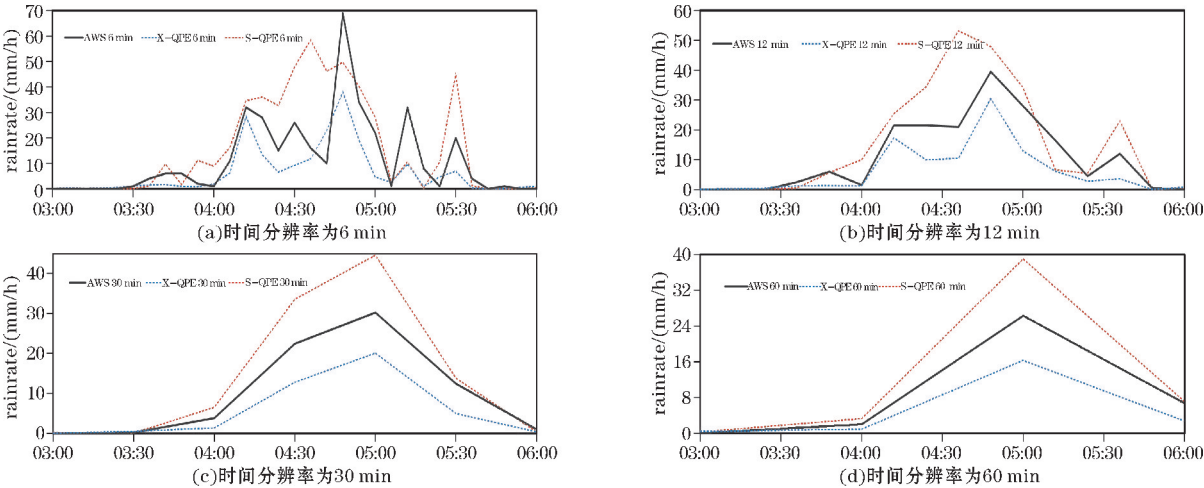 rainrate/(mm/h)
70
60
50
40
30
20
10
0
AWS 6 min X-QPE 6 min S-QPE 6 min
03:00 03:30 04:00 04:30 05:00 05:30 06:00
(a)时间分辨率为6 min
rainrate/(mm/h)
60
50
40
30
20
10
0
AWS 12 min X-QPE 12 min S-QPE 12 min
03:00 03:30 04:00 04:30 05:00 05:30 06:00
(b)时间分辨率为12 min
rainrate/(mm/h)
40
30
20
10
0
AWS 30 min X-QPE 30 min S-QPE 30 min
03:00 03:30 04:00 04:30 05:00 05:30 06:00
(c)时间分辨率为30 min
rainrate/(mm/h)
40
32
24
16
8
0
AWS 60 min X-QPE 60 min S-QPE 60 min
03:00 03:30 04:00 04:30 05:00 05:30 06:00
(d)时间分辨率为60 min